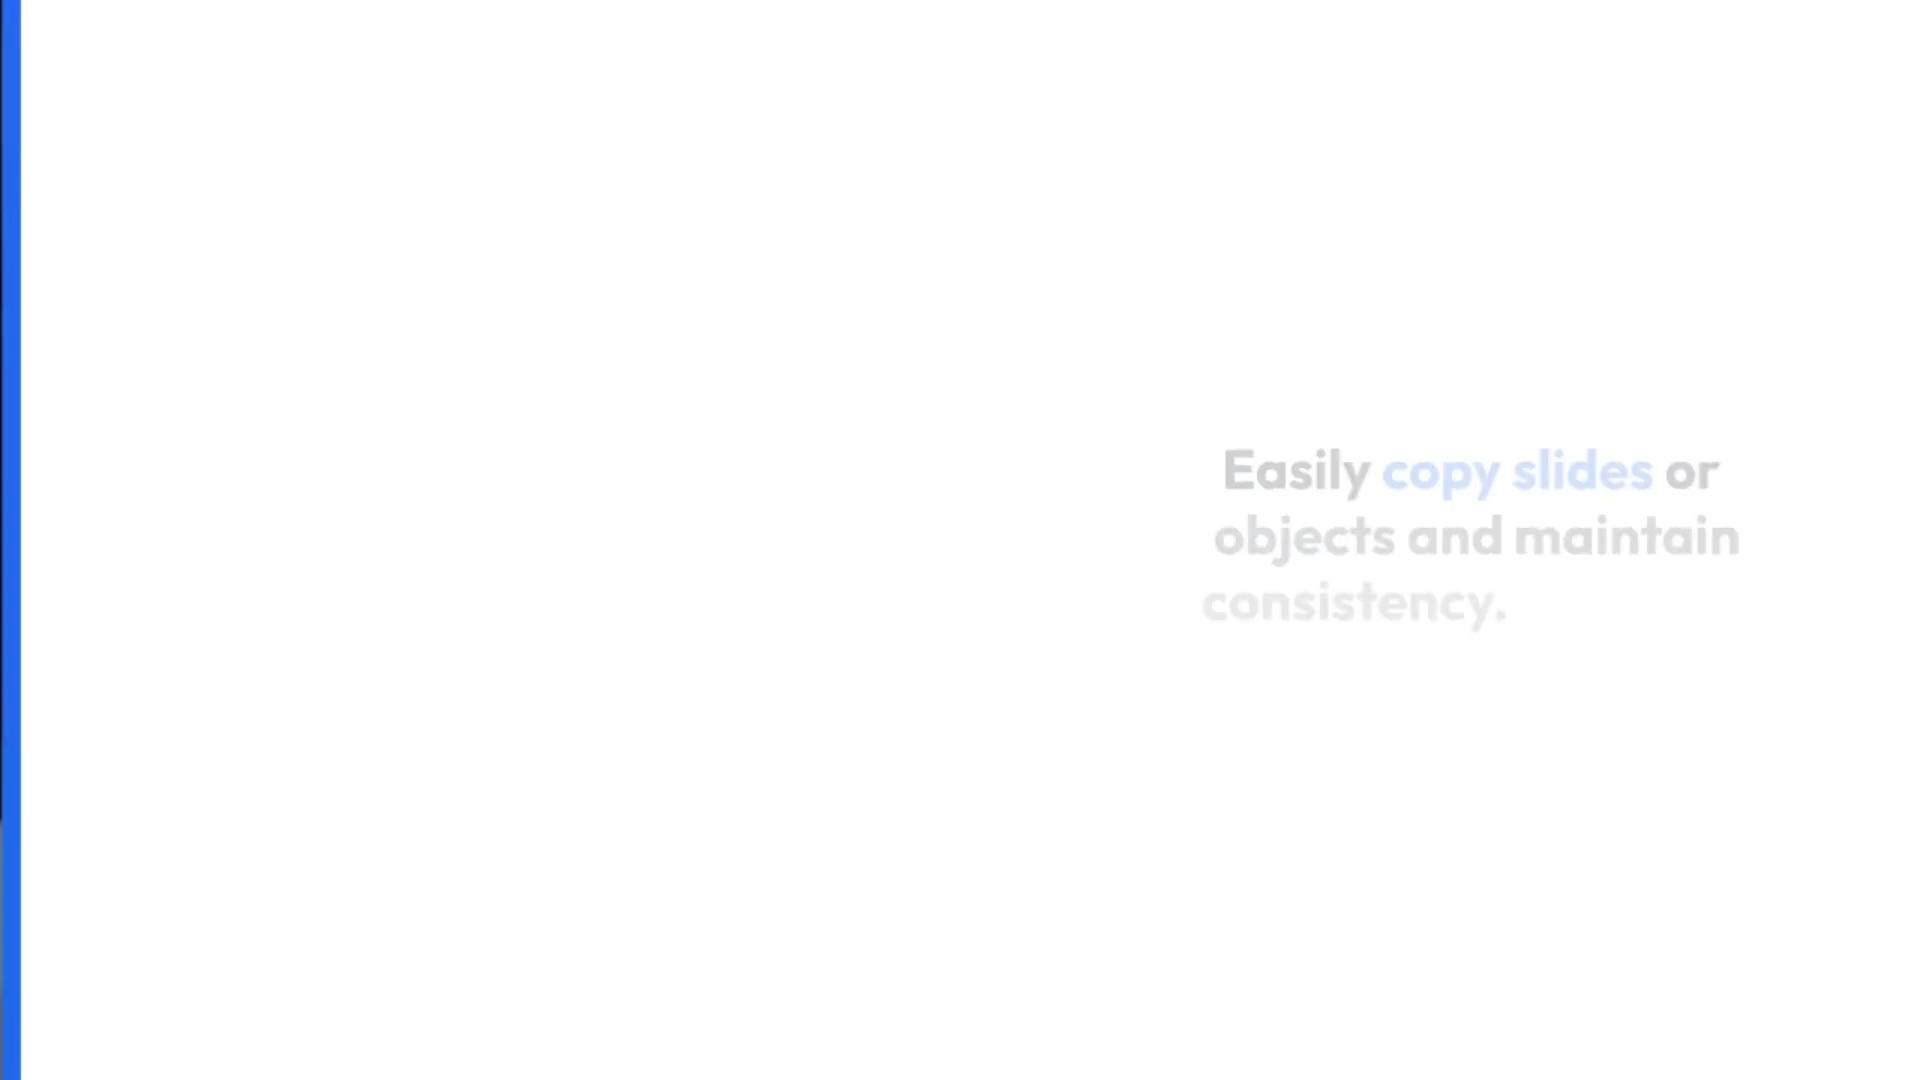 Easily copy slides or
objects and maintain
consistency.